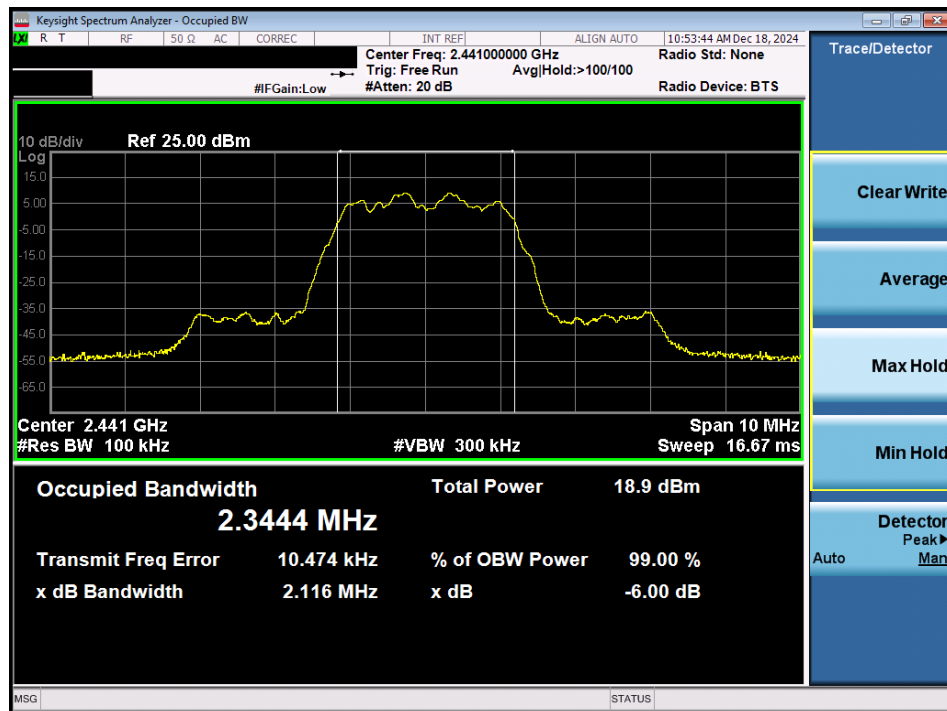 Keysight Spectrum Analyzer - Occupied BW
LXI R T RF 50 Ω AC CORREC INT REF ALIGN AUTO 10:53:44 AM Dec 18, 2024
Center Freq: 2.441000000 GHz Radio Std: None
Trig: Free Run Avg|Hold:>100/100
#IFGain:Low #Atten: 20 dB Radio Device: BTS
10 dB/div Ref 25.00 dBm
Log
15.0
5.00
-5.00
-15.0
-25.0
-35.0
-45.0
-55.0
-65.0
Center 2.441 GHz Span 10 MHz
#Res BW 100 kHz #VBW 300 kHz Sweep 16.67 ms
Occupied Bandwidth Total Power 18.9 dBm
2.3444 MHz
Transmit Freq Error 10.474 kHz % of OBW Power 99.00 %
x dB Bandwidth 2.116 MHz x dB -6.00 dB
MSG STATUS
Trace/Detector
Clear Write
Average
Max Hold
Min Hold
Detector
Peak▶
Auto Man